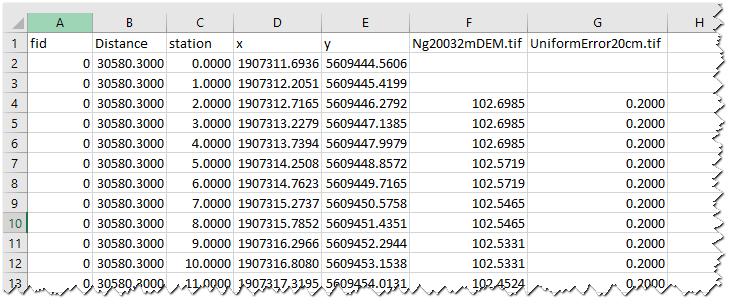 A B C D E F G H
1 fid Distance station x y Ng20032mDEM.tif UniformError20cm.tif
2 0 30580.3000 0.0000 1907311.6936 5609444.5606
3 0 30580.3000 1.0000 1907312.2051 5609445.4199
4 0 30580.3000 2.0000 1907312.7165 5609446.2792 102.6985 0.2000
5 0 30580.3000 3.0000 1907313.2279 5609447.1385 102.6985 0.2000
6 0 30580.3000 4.0000 1907313.7394 5609447.9979 102.6985 0.2000
7 0 30580.3000 5.0000 1907314.2508 5609448.8572 102.5719 0.2000
8 0 30580.3000 6.0000 1907314.7623 5609449.7165 102.5719 0.2000
9 0 30580.3000 7.0000 1907315.2737 5609450.5758 102.5465 0.2000
10 0 30580.3000 8.0000 1907315.7852 5609451.4351 102.5465 0.2000
11 0 30580.3000 9.0000 1907316.2966 5609452.2944 102.5331 0.2000
12 0 30580.3000 10.0000 1907316.8080 5609453.1538 102.5331 0.2000
13 0 30580.3000 11.0000 1907317.3195 5609454.0131 102.4524 0.2000